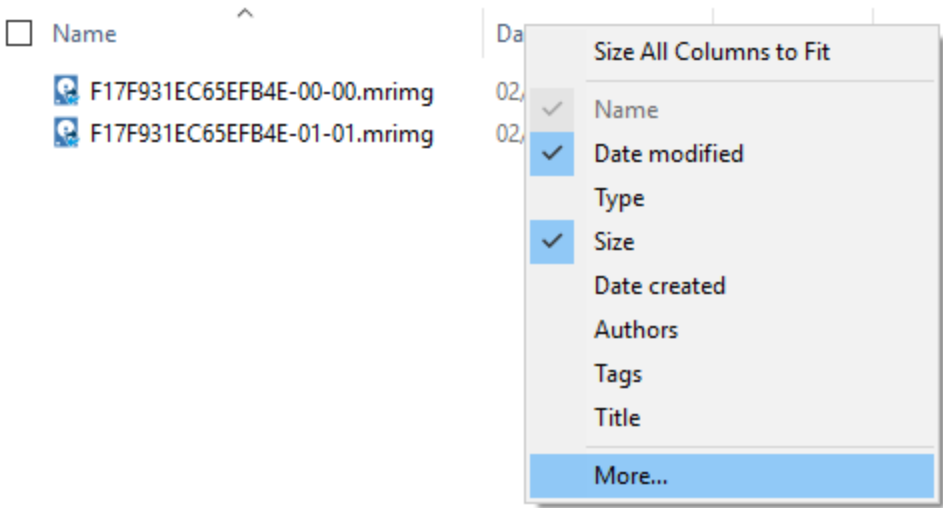 Name
Da
Size All Columns to Fit
F17F931EC65EFB4E-00-00.mrimg
02,
Name
F17F931EC65EFB4E-01-01.mrimg
02,
Date modified
Type
Size
Date created
Authors
Tags
Title
More...